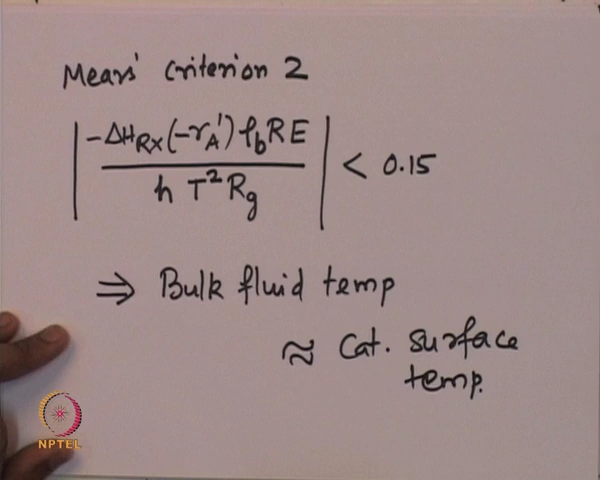 Mears' Criterion 2
| -ΔH_Rx (-r_A') ρ_b R E / h T² R_g | < 0.15
⇒ Bulk fluid temp
≈ Cat. surface
temp.
NPTEL